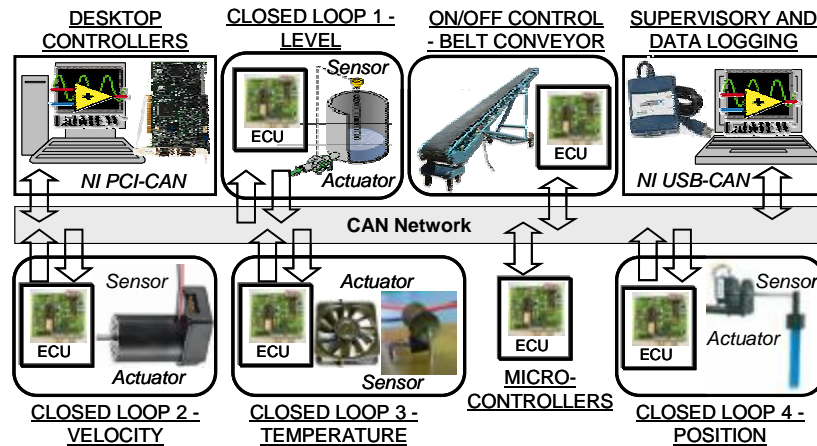 DESKTOP
CONTROLLERS
LabVIEW
NI PCI-CAN
CLOSED LOOP 1 -
LEVEL
Sensor
ECU
Actuator
ON/OFF CONTROL
- BELT CONVEYOR
ECU
SUPERVISORY AND
DATA LOGGING
LabVIEW
NI USB-CAN
CAN Network
Sensor
ECU
Actuator
CLOSED LOOP 2 -
VELOCITY
Actuator
ECU
Sensor
CLOSED LOOP 3 -
TEMPERATURE
ECU
MICRO-
CONTROLLERS
Sensor
Actuator
ECU
CLOSED LOOP 4 -
POSITION